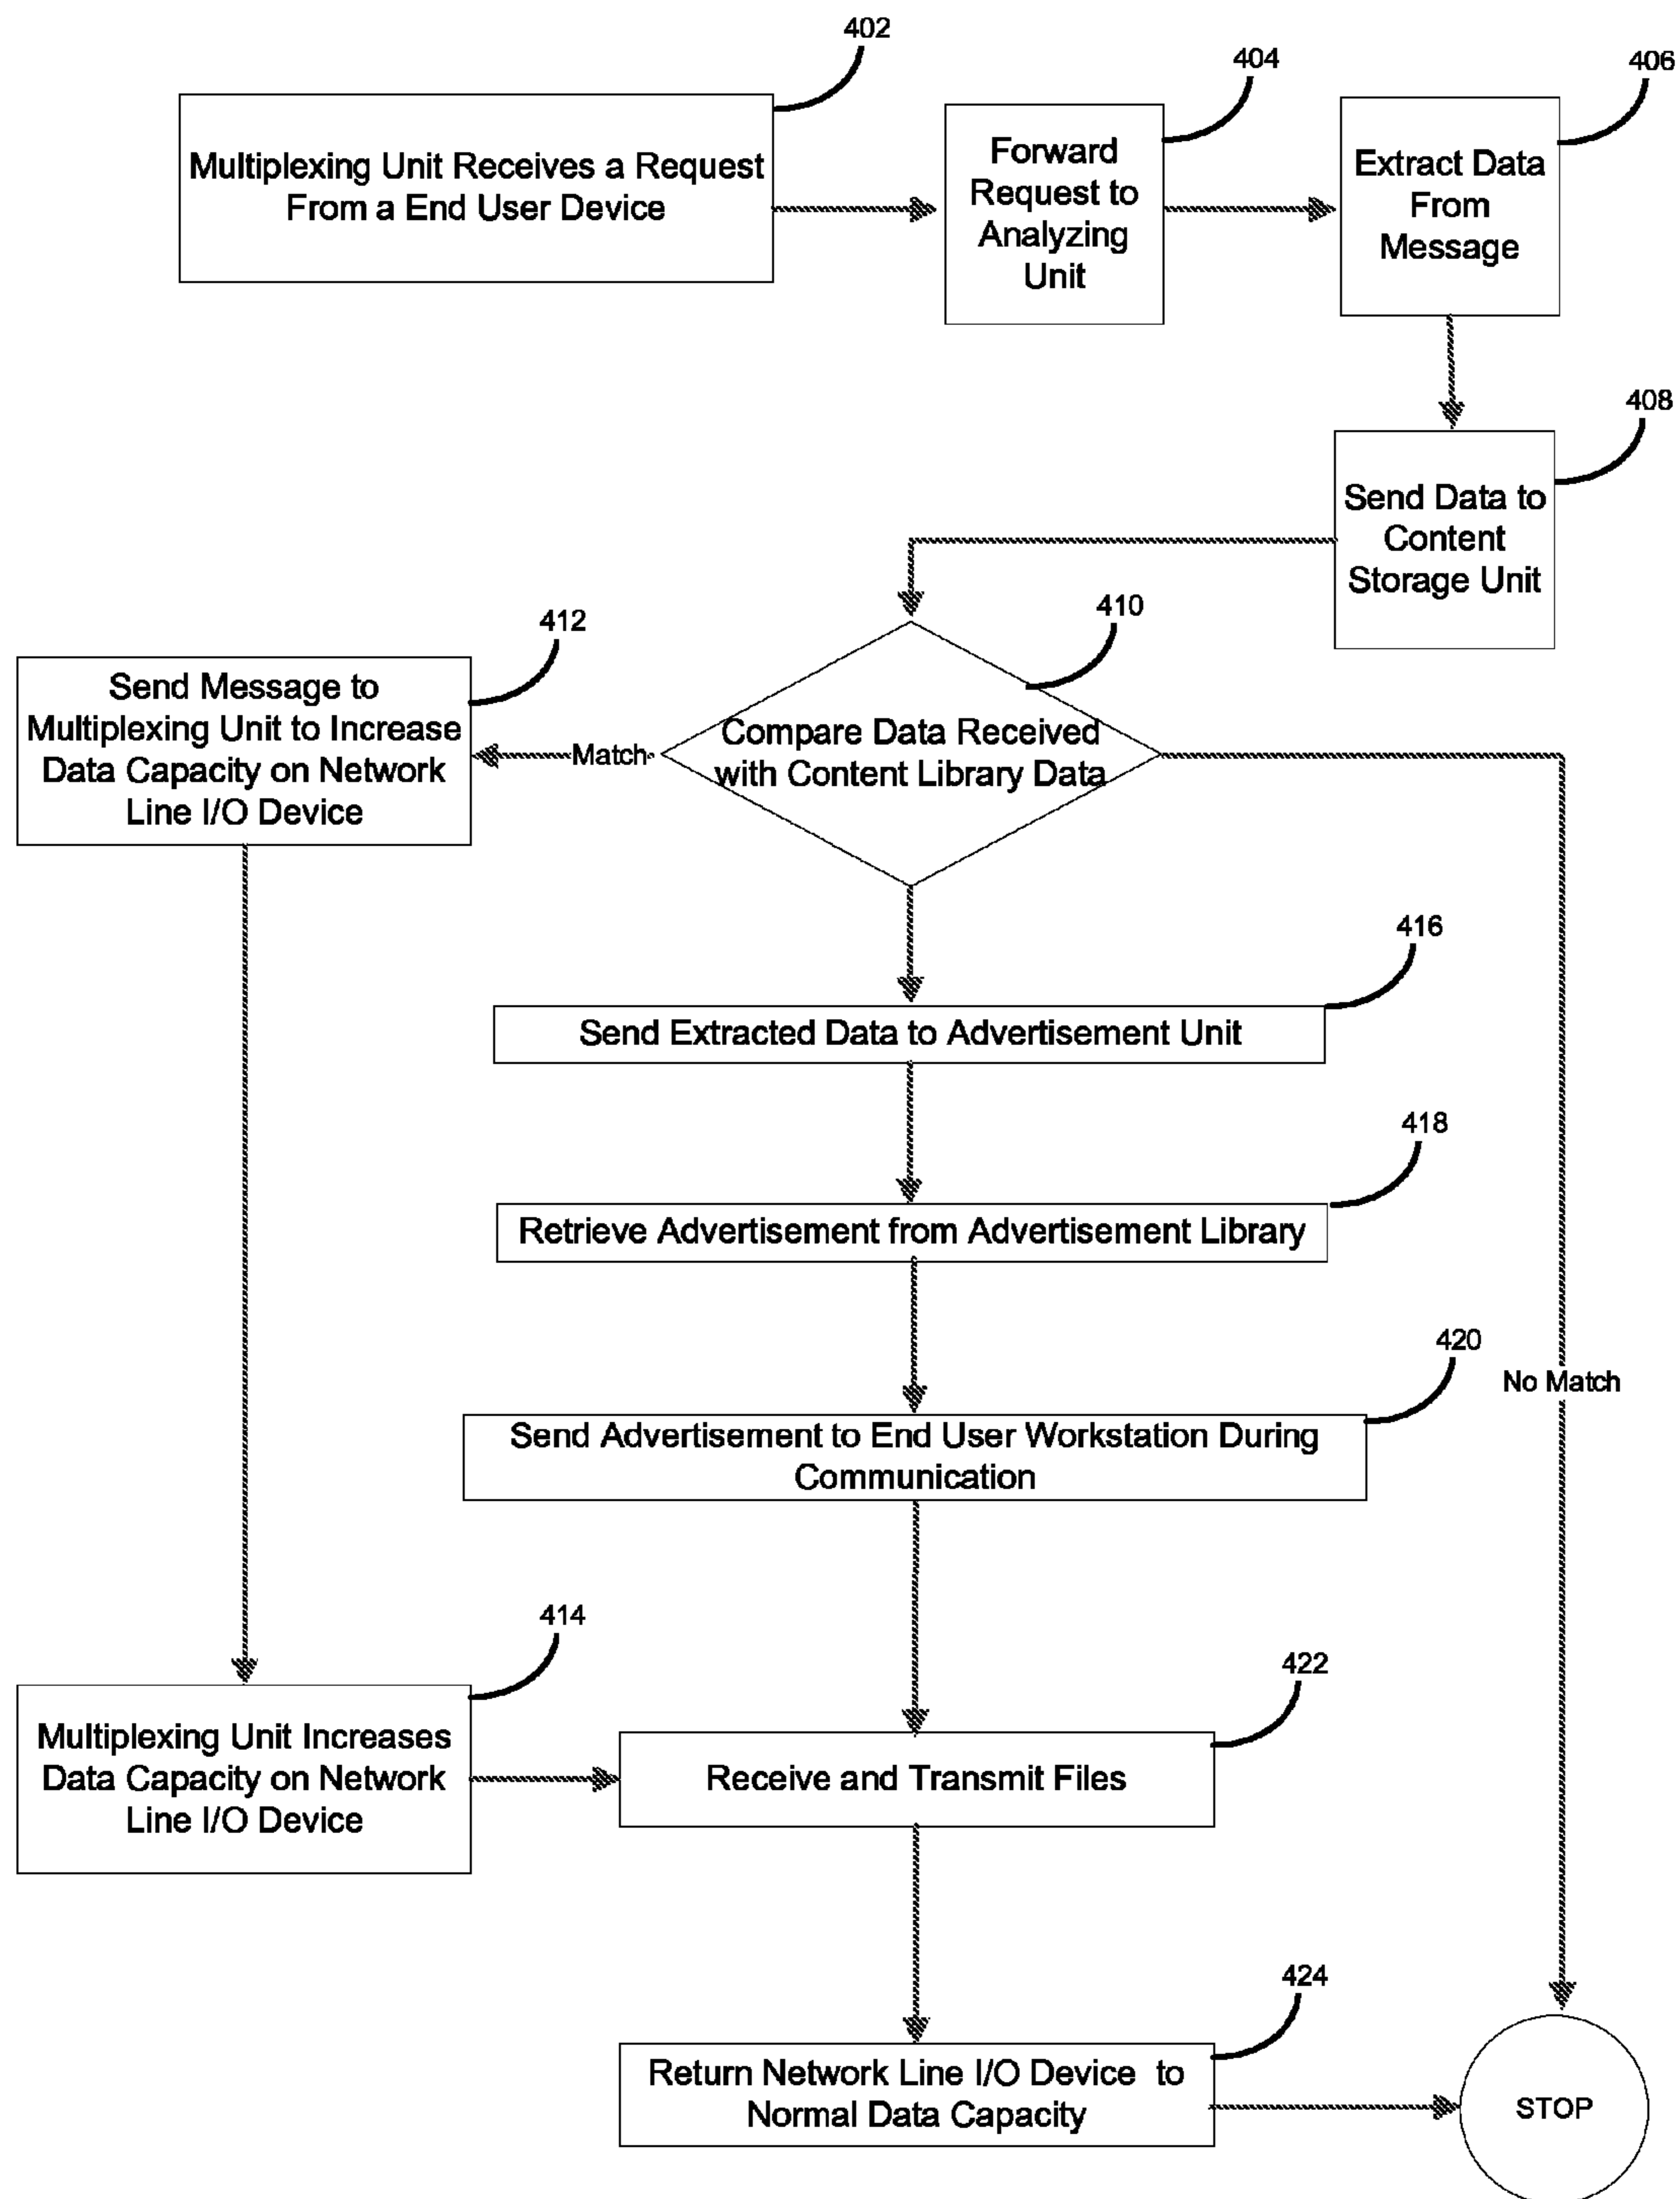 402
Multiplexing Unit Receives a Request
From a End User Device
404
Forward
Request to
Analyzing
Unit
406
Extract Data
From
Message
408
Send Data to
Content
Storage Unit
410
Compare Data Received
with Content Library Data
412
Send Message to
Multiplexing Unit to Increase
Data Capacity on Network
Line I/O Device
Match
416
Send Extracted Data to Advertisement Unit
418
Retrieve Advertisement from Advertisement Library
420
Send Advertisement to End User Workstation During
Communication
No Match
414
Multiplexing Unit Increases
Data Capacity on Network
Line I/O Device
422
Receive and Transmit Files
424
Return Network Line I/O Device to
Normal Data Capacity
STOP